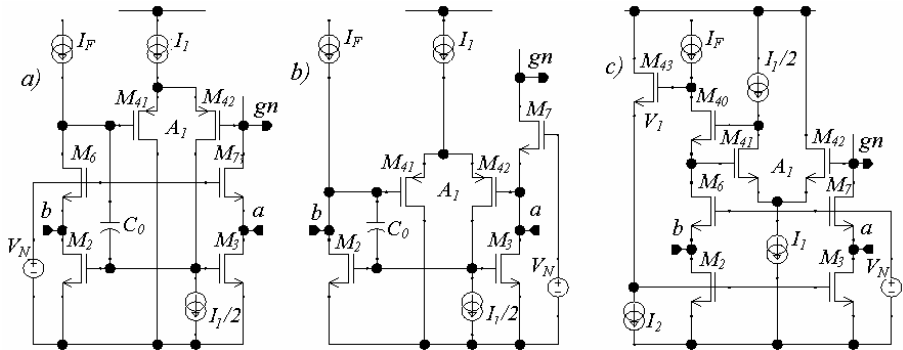 a)
I_F
I_1
M_41
M_42
gn
A_1
M_6
M_73
b
a
C_0
V_N
M_2
M_3
I_1/2
b)
I_F
I_1
gn
M_7
M_41
M_42
A_1
b
a
C_0
M_2
M_3
V_N
I_1/2
c)
M_43
I_F
I_1/2
M_40
V_1
M_41
M_42
gn
A_1
M_6
M_7
b
a
M_2
I_1
M_3
V_N
I_2